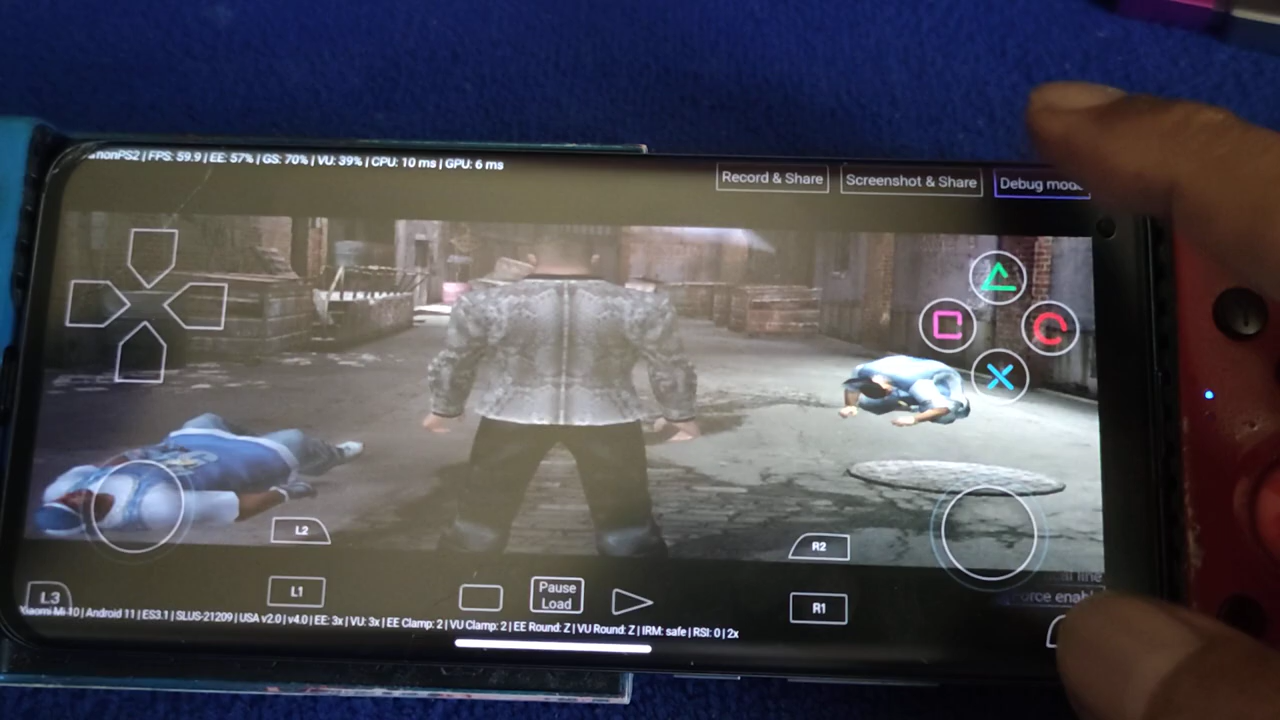 FPS: 59.9 | EE: 57% | GS: 70% | VU: 39% | CPU: 10 ms | GPU: 6 ms
Record & Share
Screenshot & Share
Debug
L2
R2
L3
L1
Pause
Load
R1
Xiaomi Mi 10 | Android 11 | ES3.1 | SLUS-21209 | USA v2.0 | v4.0 | EE: 3x | VU: 3x | EE Clamp: 2 | VU Clamp: 2 | EE Round: Z | VU Round: Z | IRM: safe | RSI: 0 | 2x
line